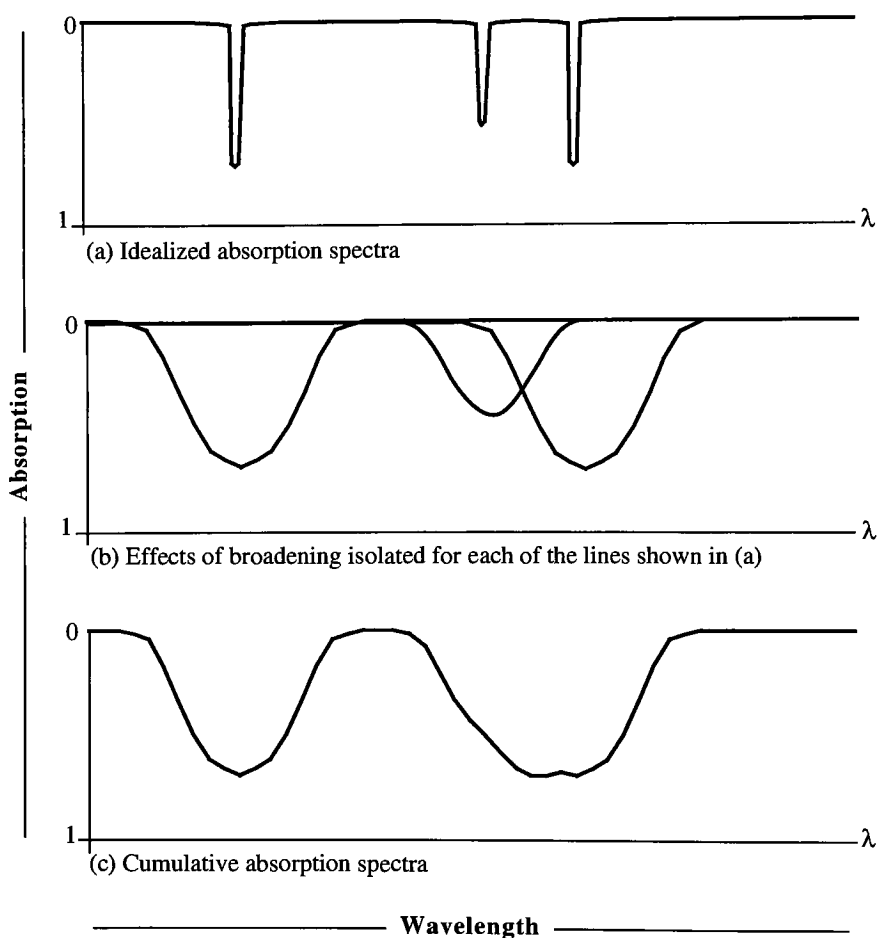 0
1
λ
(a) Idealized absorption spectra
0
1
λ
(b) Effects of broadening isolated for each of the lines shown in (a)
0
1
λ
(c) Cumulative absorption spectra
Absorption
Wavelength